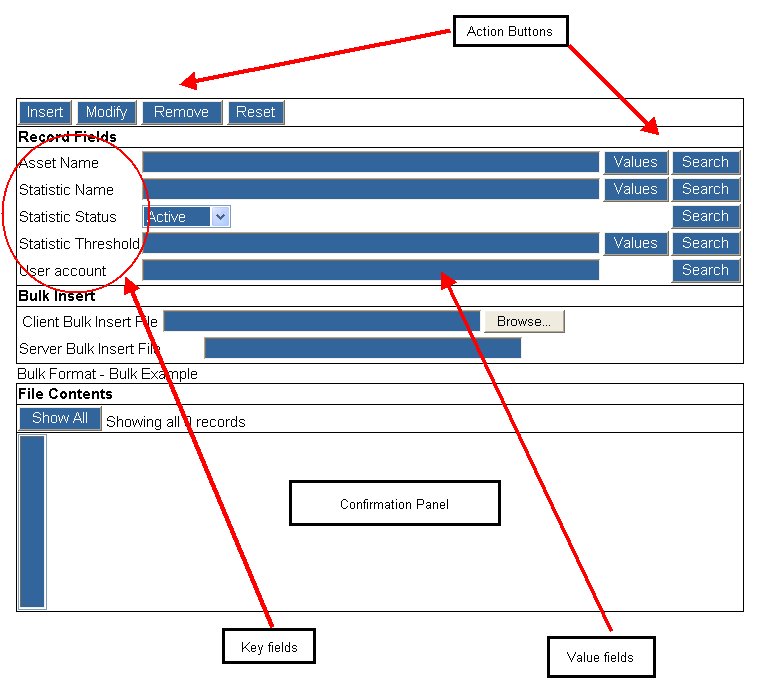 Action Buttons
Insert Modify Remove Reset
Record Fields
Asset Name Values Search
Statistic Name Values Search
Statistic Status Active Search
Statistic Threshold Values Search
User account Search
Bulk Insert
Client Bulk Insert File Browse...
Server Bulk Insert File
Bulk Format - Bulk Example
File Contents
Show All Showing all 0 records
Confirmation Panel
Key fields
Value fields